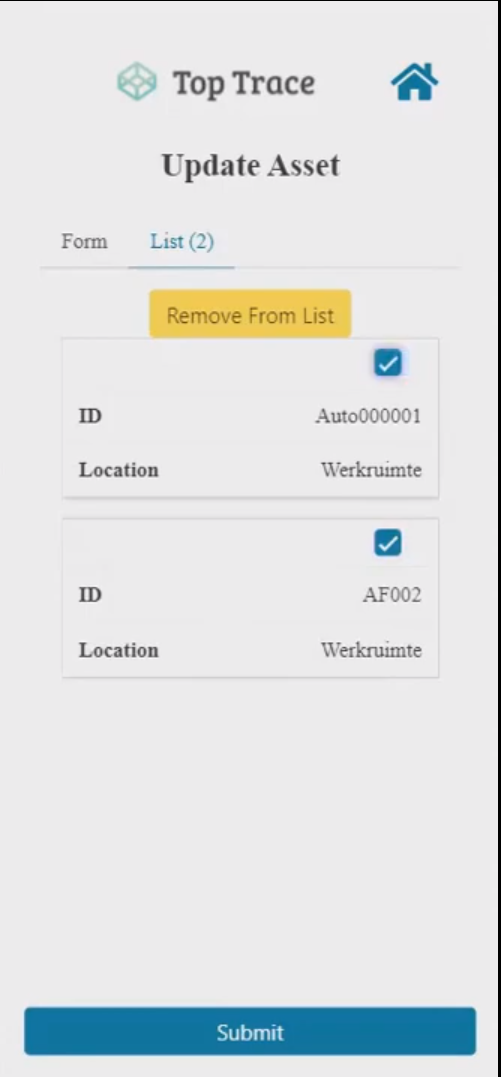 Top Trace
Update Asset
Form List (2)
Remove From List
ID Auto000001
Location Werkruimte
ID AF002
Location Werkruimte
Submit